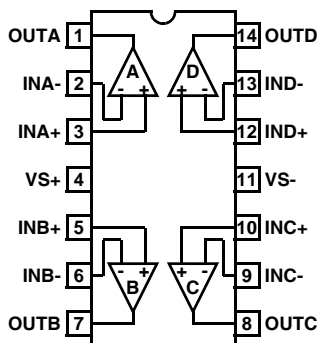 OUTA 1 14 OUTD
A D
INA- 2 - + + - 13 IND-
INA+ 3 12 IND+
VS+ 4 11 VS-
INB+ 5 10 INC+
INB- 6 - + + - 9 INC-
B C
OUTB 7 8 OUTC